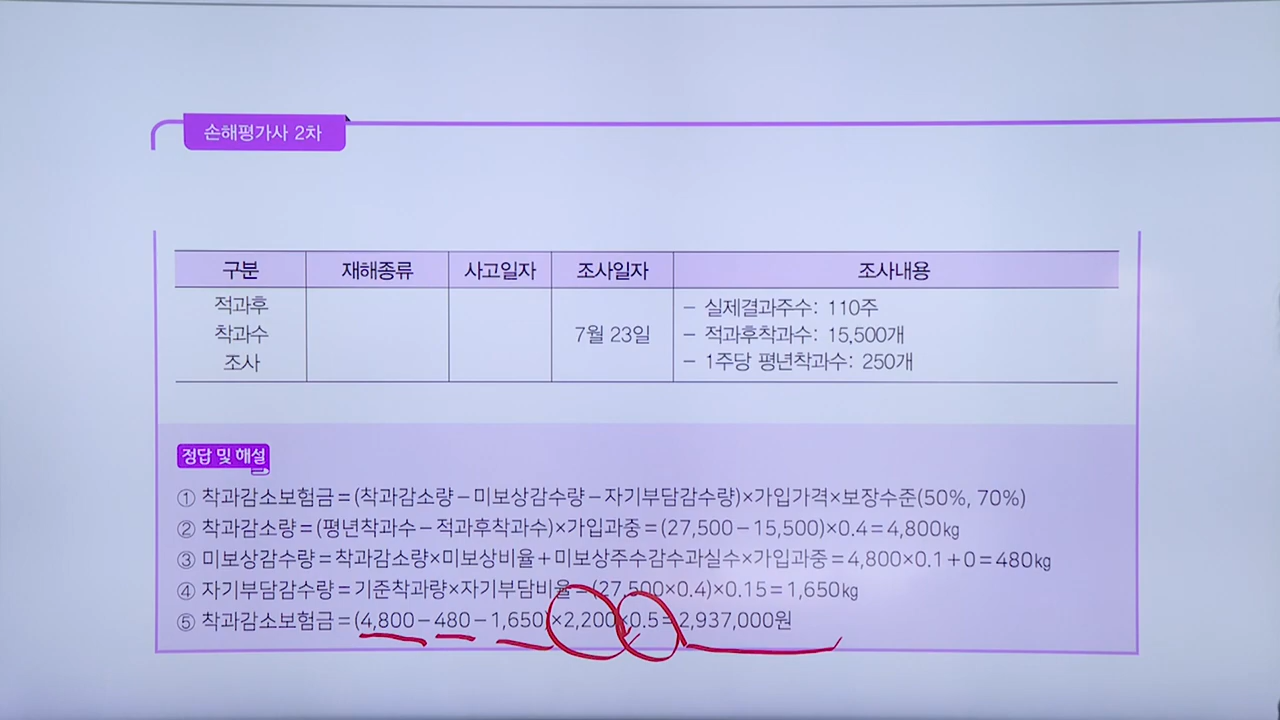 손해평가사 2차
구분 재해종류 사고일자 조사일자 조사내용
적과후
착과수
조사
7월 23일
- 실제결과주수: 110주
- 적과후착과수: 15,500개
- 1주당 평년착과수: 250개
정답 및 해설
① 착과감소보험금=(착과감소량-미보상감수량-자기부담감수량)×가입가격×보장수준(50%, 70%)
② 착과감소량=(평년착과수-적과후착과수)×가입과중=(27,500-15,500)×0.4=4,800kg
③ 미보상감수량=착과감소량×미보상비율+미보상주수감수과실수×가입과중=4,800×0.1+0=480kg
④ 자기부담감수량=기준착과량×자기부담비율=(27,500×0.4)×0.15=1,650kg
⑤ 착과감소보험금=(4,800-480-1,650)×2,200×0.5=2,937,000원